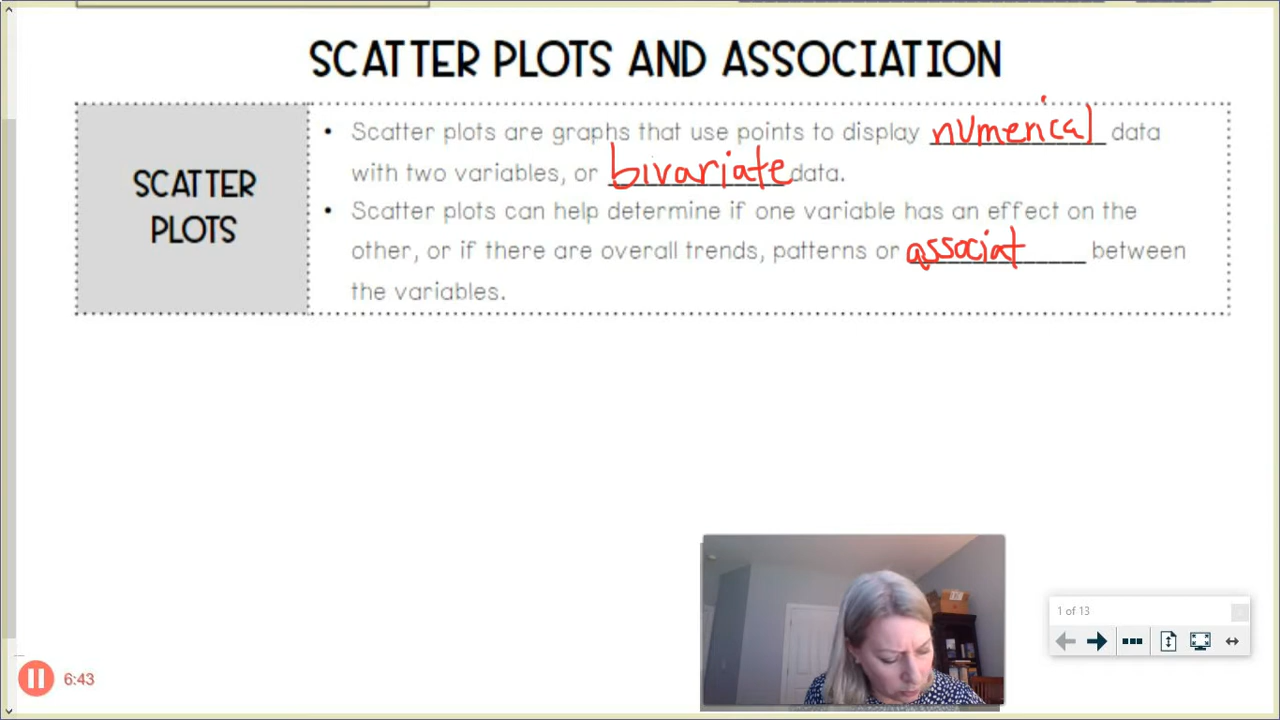 SCATTER PLOTS AND ASSOCIATION
SCATTER
PLOTS
• Scatter plots are graphs that use points to display numerical data
with two variables, or bivariate data.
• Scatter plots can help determine if one variable has an effect on the
other, or if there are overall trends, patterns or associat between
the variables.
1 of 13
6:43